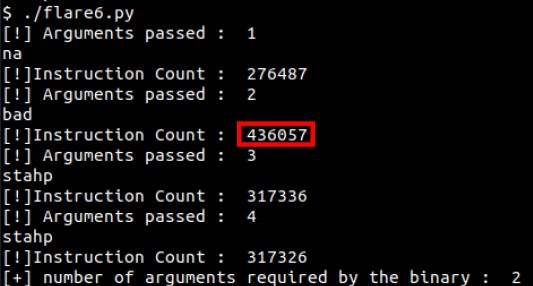 $ ./flare6.py
[!] Arguments passed :  1
na
[!]Instruction Count :  276487
[!] Arguments passed :  2
bad
[!]Instruction Count :  436057
[!] Arguments passed :  3
stahp
[!]Instruction Count :  317336
[!] Arguments passed :  4
stahp
[!]Instruction Count :  317326
[+] number of arguments required by the binary :  2